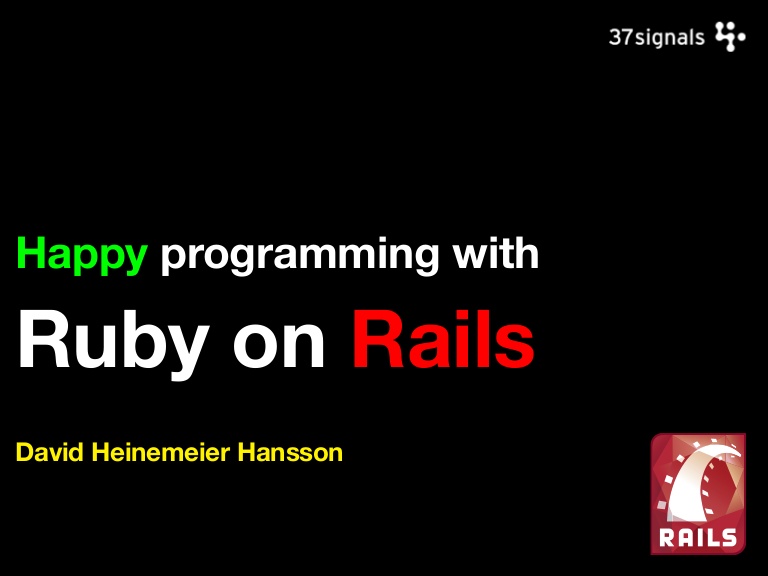 37signals
Happy programming with
Ruby on Rails
David Heinemeier Hansson
RAILS